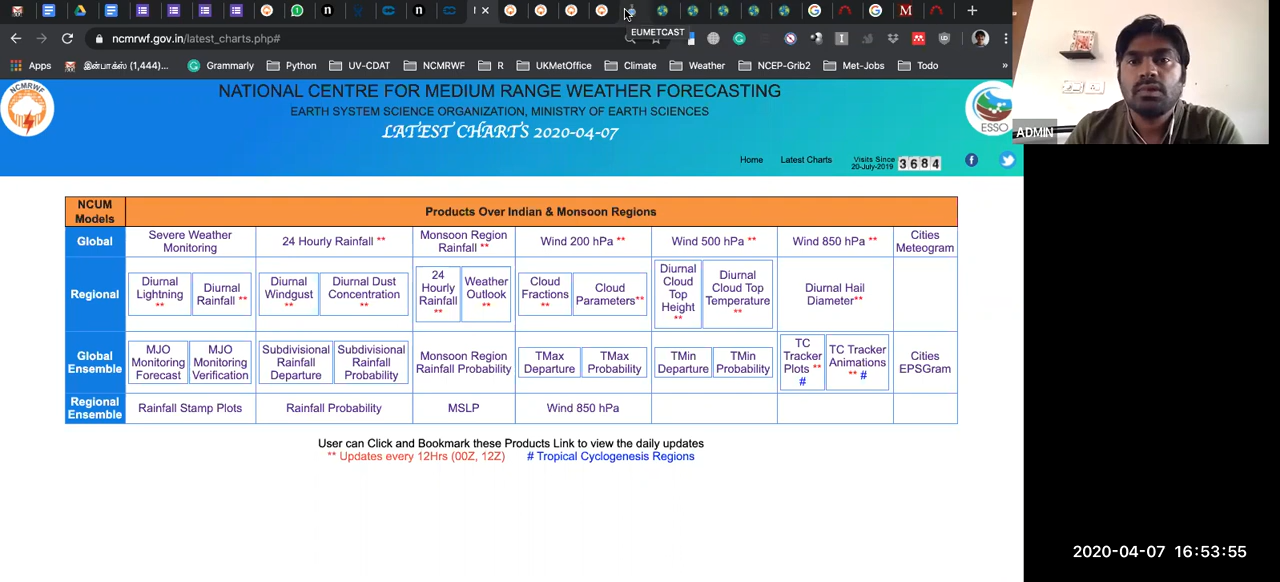 ncmrwf.gov.in/latest_charts.php#
EUMETCAST
Apps
இன்பாக்ஸ் (1,444)...
Grammarly
Python
UV-CDAT
NCMRWF
R
UKMetOffice
Climate
Weather
NCEP-Grib2
Met-Jobs
Todo
»
NCMRWF
NATIONAL CENTRE FOR MEDIUM RANGE WEATHER FORECASTING
EARTH SYSTEM SCIENCE ORGANIZATION, MINISTRY OF EARTH SCIENCES
LATEST CHARTS 2020-04-07
ESSO
ADMIN
Home
Latest Charts
Visits Since
20-July-2019
3684
NCUM
Models
Products Over Indian & Monsoon Regions
Global
Severe Weather
Monitoring
24 Hourly Rainfall **
Monsoon Region
Rainfall **
Wind 200 hPa **
Wind 500 hPa **
Wind 850 hPa **
Cities
Meteogram
Regional
Diurnal
Lightning
**
Diurnal
Rainfall **
Diurnal
Windgust
**
Diurnal Dust
Concentration
**
24
Hourly
Rainfall
**
Weather
Outlook
**
Cloud
Fractions
**
Cloud
Parameters**
Diurnal
Cloud
Top
Height
**
Diurnal
Cloud Top
Temperature
**
Diurnal Hail
Diameter**
Global
Ensemble
MJO
Monitoring
Forecast
MJO
Monitoring
Verification
Subdivisional
Rainfall
Departure
Subdivisional
Rainfall
Probability
Monsoon Region
Rainfall Probability
TMax
Departure
TMax
Probability
TMin
Departure
TMin
Probability
TC
Tracker
Plots **
#
TC Tracker
Animations
** #
Cities
EPSGram
Regional
Ensemble
Rainfall Stamp Plots
Rainfall Probability
MSLP
Wind 850 hPa
User can Click and Bookmark these Products Link to view the daily updates
** Updates every 12Hrs (00Z, 12Z)
# Tropical Cyclogenesis Regions
2020-04-07 16:53:55